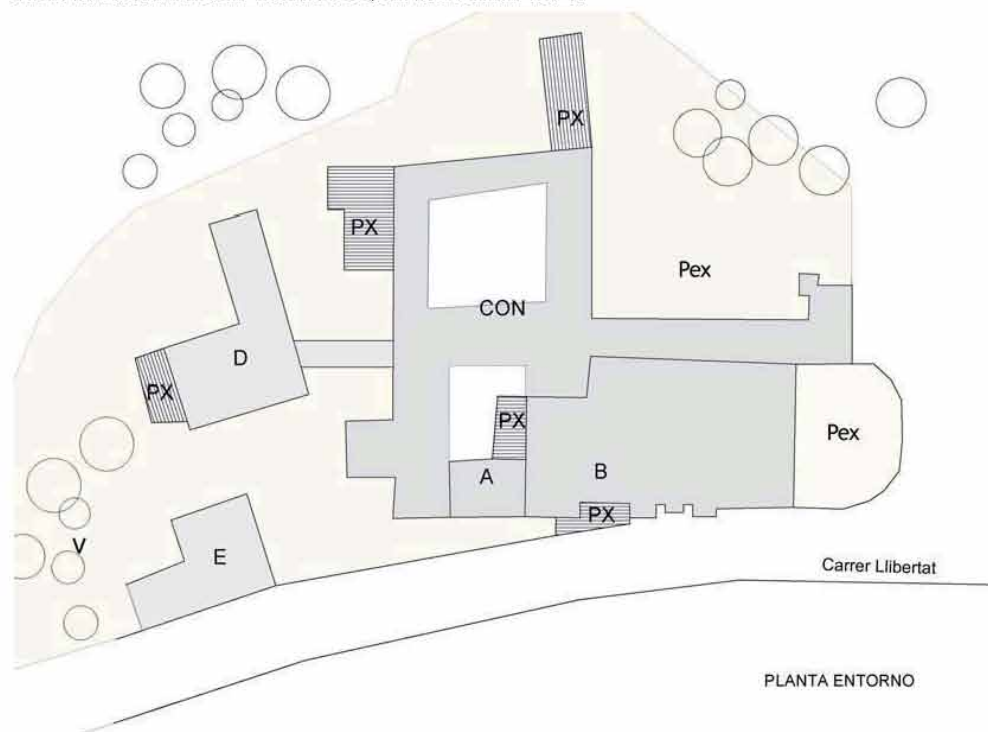 PX
PX
Pex
CON
D
PX
PX
Pex
A
B
PX
V
E
Carrer Llibertat
PLANTA ENTORNO